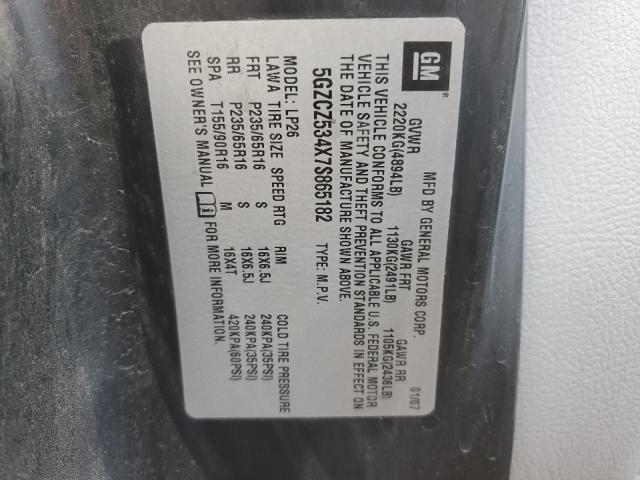 GM
MFD BY GENERAL MOTORS CORP. 01/07
GVWR GAWR FRT GAWR RR
2220KG(4894LB) 1130KG(2491LB) 1105KG(2436LB)
THIS VEHICLE CONFORMS TO ALL APPLICABLE U.S. FEDERAL MOTOR
VEHICLE SAFETY AND THEFT PREVENTION STANDARDS IN EFFECT ON
THE DATE OF MANUFACTURE SHOWN ABOVE.
5GZCZ534X7S865182 TYPE: M.P.V.
MODEL: LP26
LAWA TIRE SIZE SPEED RTG RIM COLD TIRE PRESSURE
FRT P235/65R16 S 16X6.5J 240KPA(35PSI)
RR P235/65R16 S 16X6.5J 240KPA(35PSI)
SPA T155/90R16 M 16X4T 420KPA(60PSI)
SEE OWNER'S MANUAL FOR MORE INFORMATION.